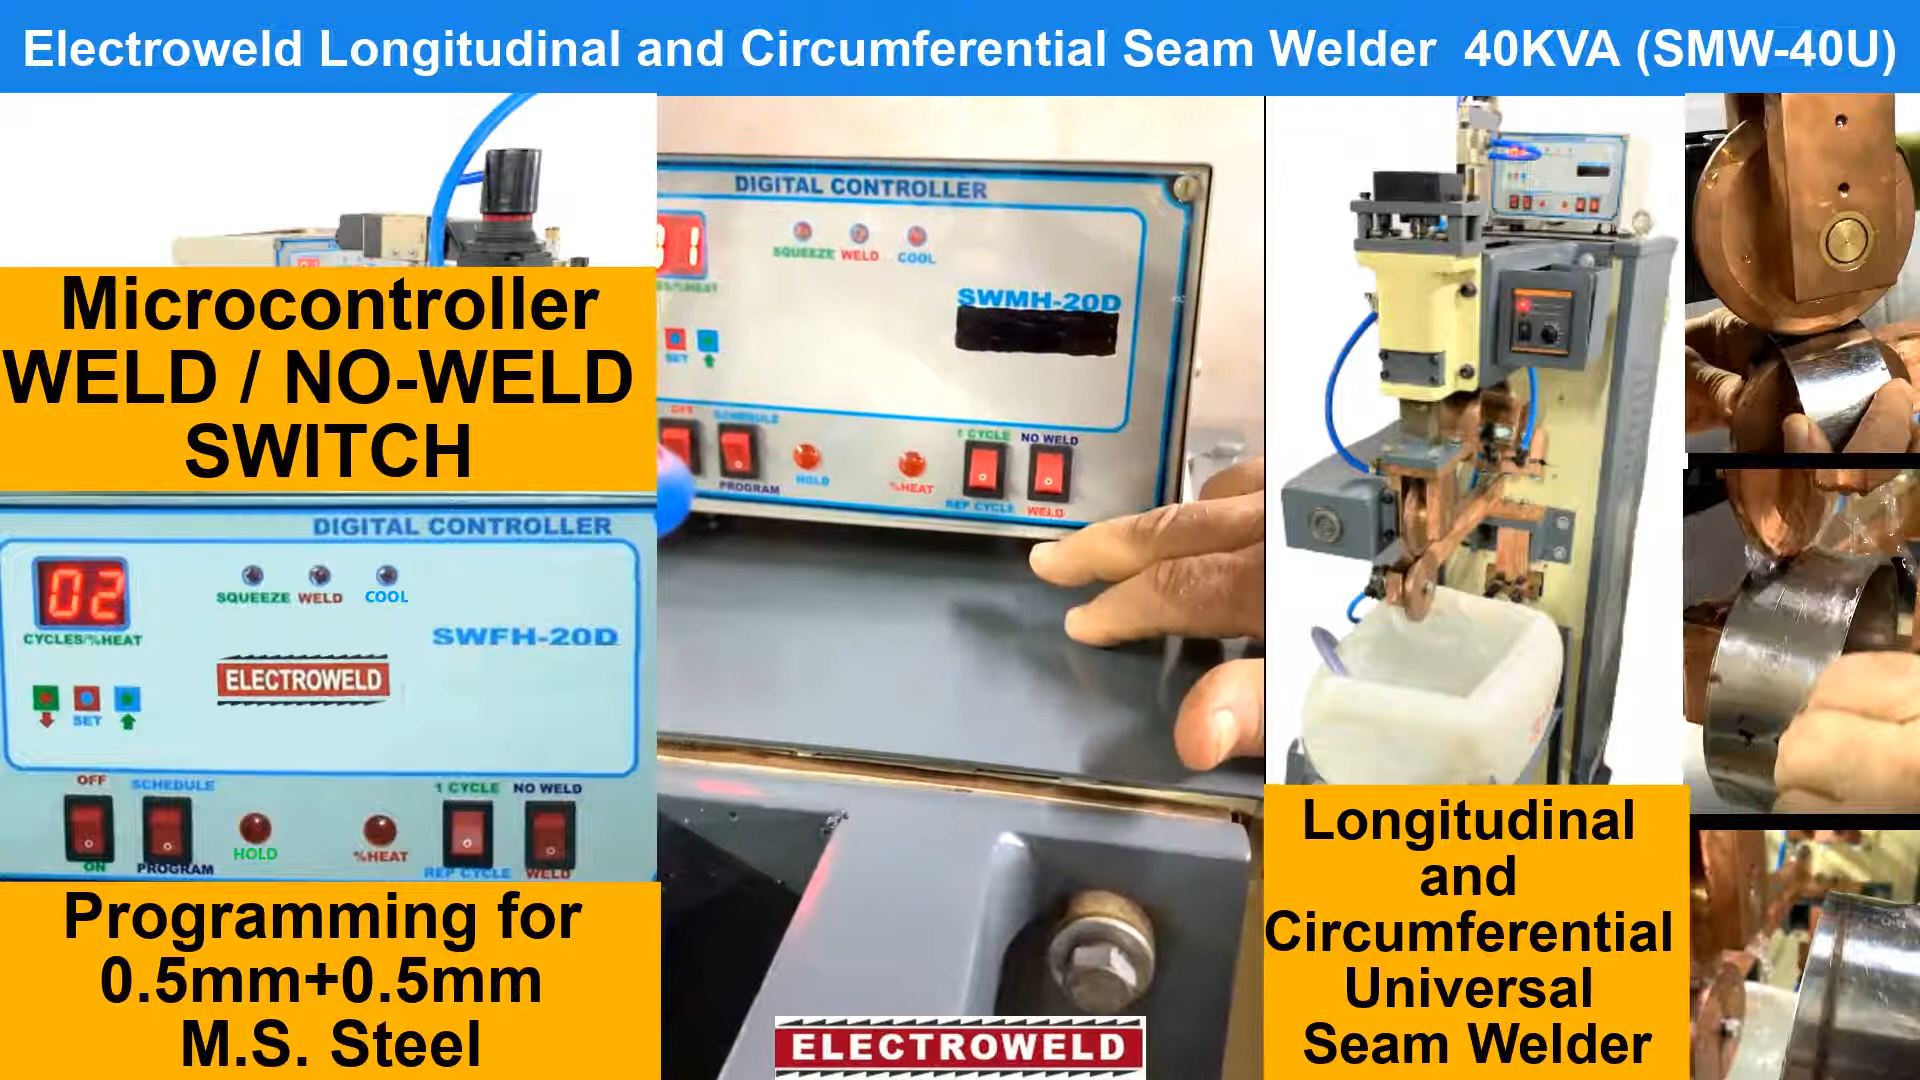 Electroweld Longitudinal and Circumferential Seam Welder 40KVA (SMW-40U)
Microcontroller
WELD / NO-WELD
SWITCH
DIGITAL CONTROLLER
02
CYCLES/%HEAT
SQUEEZE WELD COOL
SWFH-20D
ELECTROWELD
SET
OFF SCHEDULE 1 CYCLE NO WELD
HOLD %HEAT
ON PROGRAM REP CYCLE WELD
Programming for
0.5mm+0.5mm
M.S. Steel
DIGITAL CONTROLLER
SQUEEZE WELD COOL
SWMH-20D
SET
OFF SCHEDULE 1 CYCLE NO WELD
HOLD %HEAT
PROGRAM REP CYCLE WELD
ELECTROWELD
Longitudinal
and
Circumferential
Universal
Seam Welder